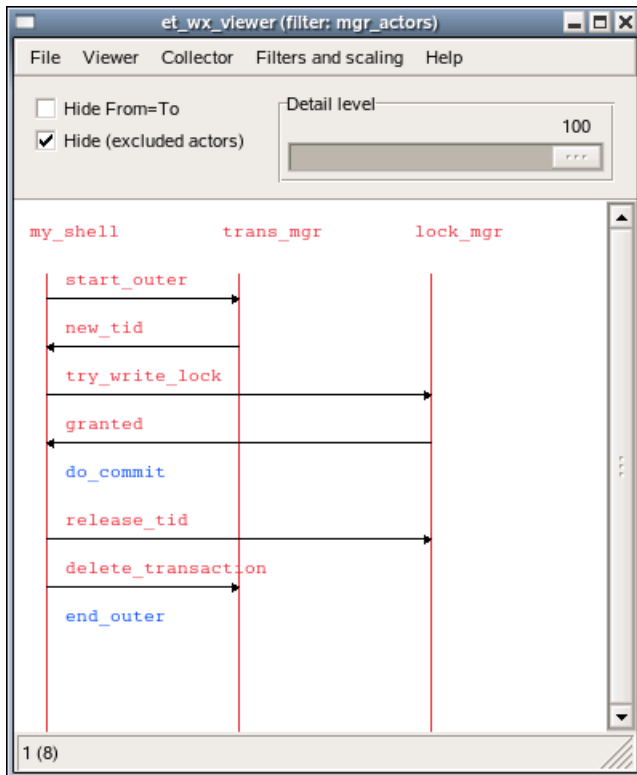 et_wx_viewer (filter: mgr_actors)
File Viewer Collector Filters and scaling Help
Hide From=To
Hide (excluded actors)
Detail level
100
my_shell trans_mgr lock_mgr
start_outer
new_tid
try_write_lock
granted
do_commit
release_tid
delete_transaction
end_outer
1 (8)